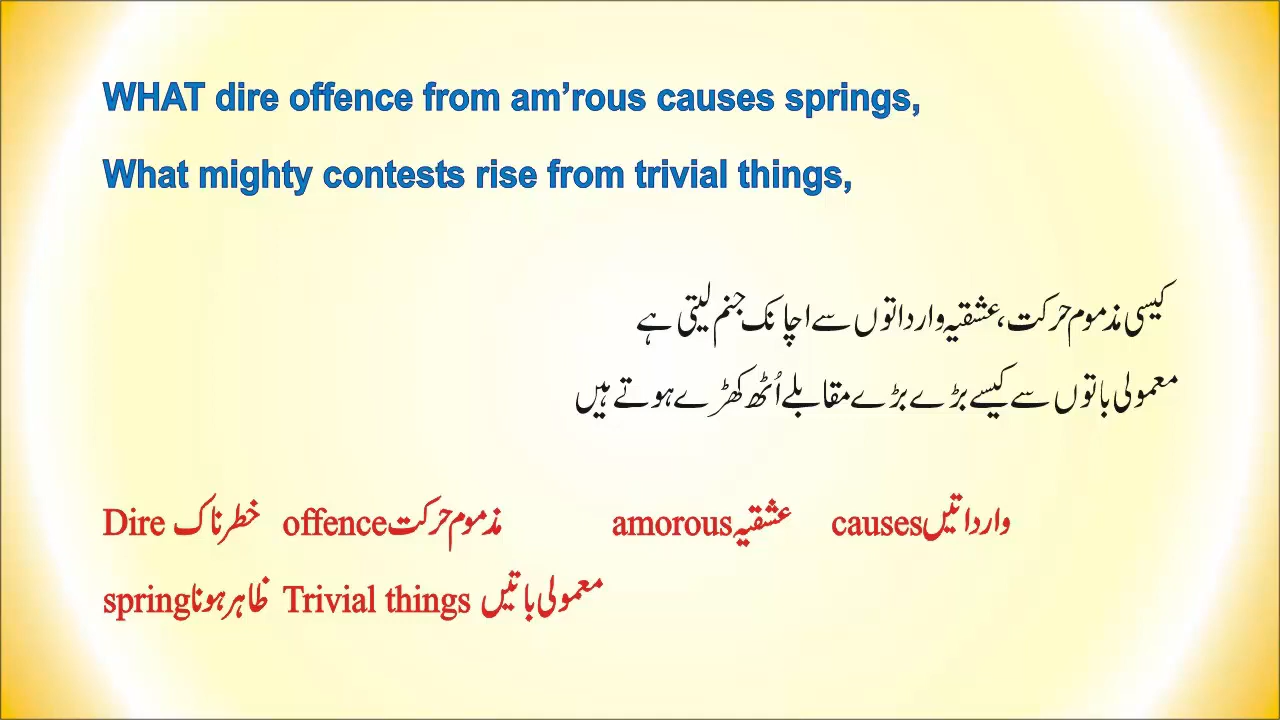 WHAT dire offence from am’rous causes springs,
What mighty contests rise from trivial things,
کیسی مذموم حرکت، عشقیہ وارداتوں سے اچانک جنم لیتی ہے
معمولی باتوں سے کیسے بڑے بڑے مقابلے اُٹھ کھڑے ہوتے ہیں
Dire خطرناک offence مذموم حرکت amorous عشقیہ causes وارداتیں
spring ظاہر ہونا Trivial things معمولی باتیں